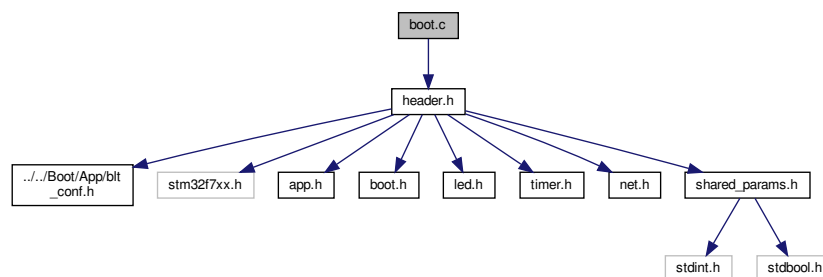 boot.c
header.h
../../Boot/App/blt
_conf.h
stm32f7xx.h
app.h
boot.h
led.h
timer.h
net.h
shared_params.h
stdint.h
stdbool.h